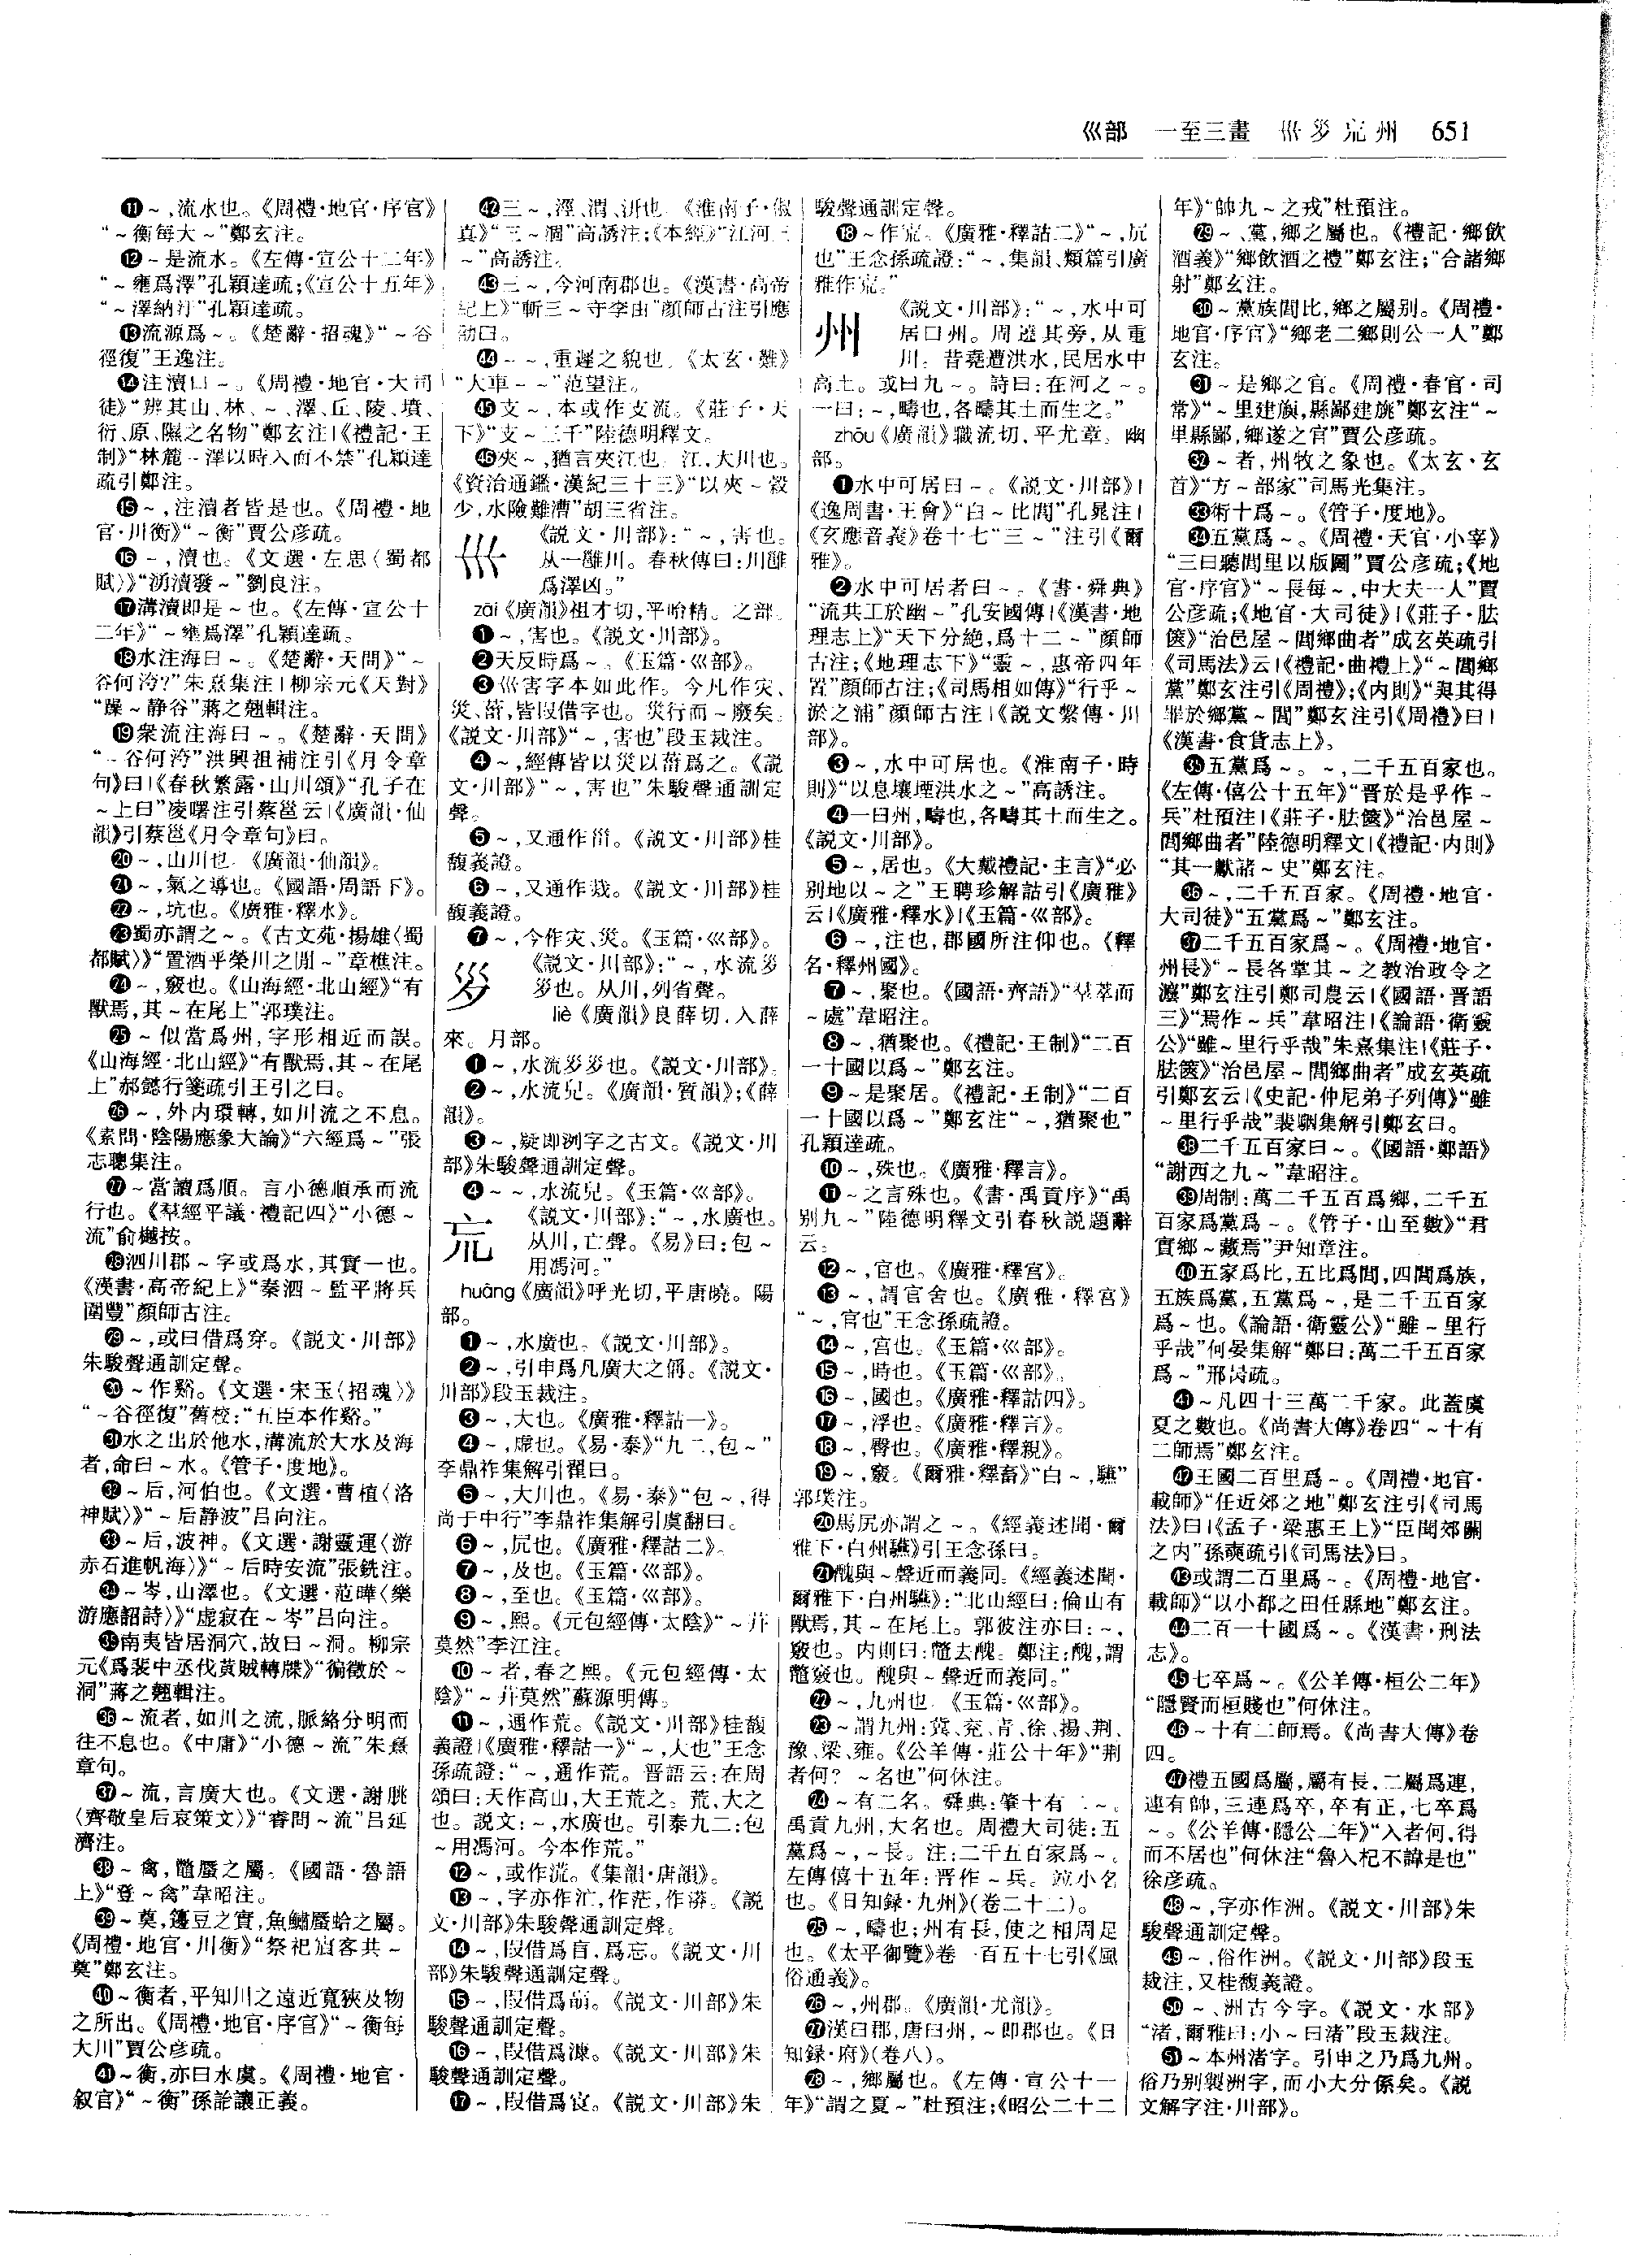 巛部　一至三畫　𡿧𡿪巟州　651
⓫～,流水也。《周禮·地官·序官》
“～衡每大～”鄭玄注。
⓬～是流水。《左傳·宣公十二年》
“～壅爲澤”孔穎達疏;《宣公十五年》
“～澤納汙”孔穎達疏。
⓭流源爲～。《楚辭·招魂》“～谷
徑復”王逸注。
⓮注瀆曰～。《周禮·地官·大司
徒》“辨其山、林、～、澤、丘、陵、墳、
衍、原、隰之名物”鄭玄注|《禮記·王
制》“林麓～澤以時入而不禁”孔穎達
疏引鄭注。
⓯～,注瀆者皆是也。《周禮·地
官·川衡》“～衡”賈公彦疏。
⓰～,瀆也。《文選·左思〈蜀都
賦〉》“湧瀆發～”劉良注。
⓱溝瀆即是～也。《左傳·宣公十
二年》“～壅爲澤”孔穎達疏。
⓲水注海曰～。《楚辭·天問》“～
谷何洿?”朱熹集注|柳宗元《天對》
“躁～静谷”蔣之翹輯注。
⓳衆流注海曰～。《楚辭·天問》
“～谷何洿”洪興祖補注引《月令章
句》曰|《春秋繁露·山川頌》“孔子在
～上曰”凌曙注引蔡邕云|《廣韻·仙
韻》引蔡邕《月令章句》曰。
⓴～,山川也。《廣韻·仙韻》。
㉑～,氣之導也。《國語·周語下》。
㉒～,坑也。《廣雅·釋水》。
㉓蜀亦謂之～。《古文苑·揚雄〈蜀
都賦〉》“置酒乎榮川之閒～”章樵注。
㉔～,竅也。《山海經·北山經》“有
獸焉,其～在尾上”郭璞注。
㉕～似當爲州,字形相近而誤。
《山海經·北山經》“有獸焉,其～在尾
上”郝懿行箋疏引王引之曰。
㉖～,外内環轉,如川流之不息。
《素問·陰陽應象大論》“六經爲～”張
志聰集注。
㉗～當讀爲順。言小德順承而流
行也。《羣經平議·禮記四》“小德～
流”俞樾按。
㉘泗川郡～字或爲水,其實一也。
《漢書·高帝紀上》“秦泗～監平將兵
圍豐”顔師古注。
㉙～,或曰借爲穿。《説文·川部》
朱駿聲通訓定聲。
㉚～作谿。《文選·宋玉〈招魂〉》
“～谷徑復”舊校:“五臣本作谿。”
㉛水之出於他水,溝流於大水及海
者,命曰～水。《管子·度地》。
㉜～后,河伯也。《文選·曹植〈洛
神賦〉》“～后静波”吕向注。
㉝～后,波神。《文選·謝靈運〈游
赤石進帆海〉》“～后時安流”張銑注。
㉞～岑,山澤也。《文選·范曄〈樂
游應詔詩〉》“虚寂在～岑”吕向注。
㉟南夷皆居洞穴,故曰～洞。柳宗
元《爲裴中丞伐黄賊轉牒》“徧徵於～
洞”蔣之翹輯注。
㊱～流者,如川之流,脈絡分明而
往不息也。《中庸》“小德～流”朱熹
章句。
㊲～流,言廣大也。《文選·謝朓
〈齊敬皇后哀策文〉》“睿問～流”吕延
濟注。
㊳～禽,鼈蜃之屬。《國語·魯語
上》“登～禽”韋昭注。
㊴～奠,籩豆之實,魚鱐蜃蛤之屬。
《周禮·地官·川衡》“祭祀賓客共～
奠”鄭玄注。
㊵～衡者,平知川之遠近寬狹及物
之所出。《周禮·地官·序官》“～衡每
大川”賈公彦疏。
㊶～衡,亦曰水虞。《周禮·地官·
叙官》“～衡”孫詒讓正義。
㊷三～,涇、渭、汧也。《淮南子·俶
真》“三～涸”高誘注;《本經》“江河三
～”高誘注。
㊸三～,今河南郡也。《漢書·高帝
紀上》“斬三～守李由”顔師古注引應
劭曰。
㊹～～,重遲之貌也。《太玄·難》
“大車～～”范望注。
㊺支～,本或作支流。《莊子·天
下》“支～三千”陸德明釋文。
㊻夾～,猶言夾江也。江,大川也。
《資治通鑑·漢紀三十三》“以夾～穀
少,水險難漕”胡三省注。
𡿧　《説文·川部》:“～,害也。
从一雝川。春秋傳曰:川雝
爲澤凶。”
zāi《廣韻》祖才切,平咍精。之部。
❶～,害也。《説文·川部》。
❷天反時爲～。《玉篇·巛部》。
❸巛害字本如此作。今凡作灾、
災、菑,皆叚借字也。災行而～廢矣。
《説文·川部》“～,害也”段玉裁注。
❹～,經傳皆以災以菑爲之。《説
文·川部》“～,害也”朱駿聲通訓定
聲。
❺～,又通作甾。《説文·川部》桂
馥義證。
❻～,又通作烖。《説文·川部》桂
馥義證。
❼～,今作灾、災。《玉篇·巛部》。
𡿪　《説文·川部》:“～,水流𡿪
𡿪也。从川,列省聲。
liè《廣韻》良薛切,入薛
來。月部。
❶～,水流𡿪𡿪也。《説文·川部》。
❷～,水流皃。《廣韻·質韻》;《薛
韻》。
❸～,疑即洌字之古文。《説文·川
部》朱駿聲通訓定聲。
❹～～,水流皃。《玉篇·巛部》。
巟　《説文·川部》:“～,水廣也。
从川,亡聲。《易》曰:包～
用馮河。”
huāng《廣韻》呼光切,平唐曉。陽
部。
❶～,水廣也。《説文·川部》。
❷～,引申爲凡廣大之偁。《説文·
川部》段玉裁注。
❸～,大也。《廣雅·釋詁一》。
❹～,虚也。《易·泰》“九二,包～”
李鼎祚集解引翟曰。
❺～,大川也。《易·泰》“包～,得
尚于中行”李鼎祚集解引虞翻曰。
❻～,𡱁也。《廣雅·釋詁二》。
❼～,及也。《玉篇·巛部》。
❽～,至也。《玉篇·巛部》。
❾～,熙。《元包經傳·太陰》“～茻
莫然”李江注。
❿～者,春之熙。《元包經傳·太
陰》“～茻莫然”蘇源明傳。
⓫～,通作荒。《説文·川部》桂馥
義證|《廣雅·釋詁一》“～,大也”王念
孫疏證:“～,通作荒。晋語云:在周
頌曰:天作高山,大王荒之。荒,大之
也。説文:～,水廣也。引泰九二:包
～用馮河。今本作荒。”
⓬～,或作㡃。《集韻·唐韻》。
⓭～,字亦作汒,作茫,作漭。《説
文·川部》朱駿聲通訓定聲。
⓮～,叚借爲肓,爲忘。《説文·川
部》朱駿聲通訓定聲。
⓯～,叚借爲萌。《説文·川部》朱
駿聲通訓定聲。
⓰～,叚借爲漮。《説文·川部》朱
駿聲通訓定聲。
⓱～,叚借爲㝗。《説文·川部》朱
駿聲通訓定聲。
⓲～作㡃。《廣雅·釋詁二》“～,𡱁
也”王念孫疏證:“～,集韻、類篇引廣
雅作㡃。”
州　《説文·川部》:“～,水中可
居曰州。周遶其旁,从重
川。昔堯遭洪水,民居水中
高土。或曰九～。詩曰:在河之～。
一曰:～,疇也,各疇其土而生之。”
zhōu《廣韻》職流切,平尤章。幽
部。
❶水中可居曰～。《説文·川部》|
《逸周書·王會》“白～比閭”孔晁注|
《玄應音義》卷十七“三～”注引《爾
雅》。
❷水中可居者曰～。《書·舜典》
“流共工於幽～”孔安國傳|《漢書·地
理志上》“天下分絶,爲十二～”顔師
古注;《地理志下》“靈～,惠帝四年
置”顔師古注;《司馬相如傳》“行乎～
淤之浦”顔師古注|《説文繫傳·川
部》。
❸～,水中可居也。《淮南子·時
則》“以息壤堙洪水之～”高誘注。
❹一曰州,疇也,各疇其土而生之。
《説文·川部》。
❺～,居也。《大戴禮記·主言》“必
别地以～之”王聘珍解詁引《廣雅》
云|《廣雅·釋水》|《玉篇·巛部》。
❻～,注也,郡國所注仰也。《釋
名·釋州國》。
❼～,聚也。《國語·齊語》“羣萃而
～處”韋昭注。
❽～,猶聚也。《禮記·王制》“二百
一十國以爲～”鄭玄注。
❾～是聚居。《禮記·王制》“二百
一十國以爲～”鄭玄注“～,猶聚也”
孔穎達疏。
❿～,殊也。《廣雅·釋言》。
⓫～之言殊也。《書·禹貢序》“禹
别九～”陸德明釋文引春秋説題辭
云。
⓬～,官也。《廣雅·釋宫》。
⓭～,謂官舍也。《廣雅·釋宫》
“～,官也”王念孫疏證。
⓮～,宫也。《玉篇·巛部》。
⓯～,時也。《玉篇·巛部》。
⓰～,國也。《廣雅·釋詁四》。
⓱～,浮也。《廣雅·釋言》。
⓲～,臀也。《廣雅·釋親》。
⓳～,竅。《爾雅·釋畜》“白～,驠”
郭璞注。
⓴馬尻亦謂之～。《經義述聞·爾
雅下·白州驠》引王念孫曰。
㉑醜與～聲近而義同。《經義述聞·
爾雅下·白州驠》:“北山經曰:倫山有
獸焉,其～在尾上。郭彼注亦曰:～,
竅也。内則曰:鼈去醜。鄭注:醜,謂
鼈竅也。醜與～聲近而義同。”
㉒～,九州也。《玉篇·巛部》。
㉓～謂九州:冀、兖、青、徐、揚、荆、
豫、梁、雍。《公羊傳·莊公十年》“荆
者何?～名也”何休注。
㉔～有二名。舜典:肇十有二～。
禹貢九州,大名也。周禮大司徒:五
黨爲～,～長。注:二千五百家爲～。
左傳僖十五年:晋作～兵。竝小名
也。《日知録·九州》(卷二十二)。
㉕～,疇也;州有長,使之相周足
也。《太平御覽》卷一百五十七引《風
俗通義》。
㉖～,州郡。《廣韻·尤韻》。
㉗漢曰郡,唐曰州,～即郡也。《日
知録·府》(卷八)。
㉘～,鄉屬也。《左傳·宣公十一
年》“謂之夏～”杜預注;《昭公二十二
年》“帥九～之戎”杜預注。
㉙～、黨,鄉之屬也。《禮記·鄉飲
酒義》“鄉飲酒之禮”鄭玄注;“合諸鄉
射”鄭玄注。
㉚～黨族閭比,鄉之屬别。《周禮·
地官·序官》“鄉老二鄉則公一人”鄭
玄注。
㉛～是鄉之官。《周禮·春官·司
常》“～里建旟,縣鄙建旐”鄭玄注“～
里縣鄙,鄉遂之官”賈公彦疏。
㉜～者,州牧之象也。《太玄·玄
首》“方～部家”司馬光集注。
㉝術十爲～。《管子·度地》。
㉞五黨爲～。《周禮·天官·小宰》
“三曰聽閭里以版圖”賈公彦疏;《地
官·序官》“～長每～,中大夫一人”賈
公彦疏;《地官·大司徒》|《莊子·胠
篋》“治邑屋～閭鄉曲者”成玄英疏引
《司馬法》云|《禮記·曲禮上》“～閭鄉
黨”鄭玄注引《周禮》;《内則》“與其得
罪於鄉黨～閭”鄭玄注引《周禮》曰|
《漢書·食貨志上》。
㉟五黨爲～。～,二千五百家也。
《左傳·僖公十五年》“晋於是乎作～
兵”杜預注|《莊子·胠篋》“治邑屋～
閭鄉曲者”陸德明釋文|《禮記·内則》
“其一獻諸～史”鄭玄注。
㊱～,二千五百家。《周禮·地官·
大司徒》“五黨爲～”鄭玄注。
㊲二千五百家爲～。《周禮·地官·
州長》“～長各掌其～之教治政令之
灋”鄭玄注引鄭司農云|《國語·晋語
三》“焉作～兵”韋昭注|《論語·衛靈
公》“雖～里行乎哉”朱熹集注|《莊子·
胠篋》“治邑屋～閭鄉曲者”成玄英疏
引鄭玄云|《史記·仲尼弟子列傳》“雖
～里行乎哉”裴駰集解引鄭玄曰。
㊳二千五百家曰～。《國語·鄭語》
“謝西之九～”韋昭注。
㊴周制:萬二千五百爲鄉,二千五
百家爲黨爲～。《管子·山至數》“君
實鄉～藏焉”尹知章注。
㊵五家爲比,五比爲閭,四閭爲族,
五族爲黨,五黨爲～,是二千五百家
爲～也。《論語·衛靈公》“雖～里行
乎哉”何晏集解“鄭曰:萬二千五百家
爲～”邢昺疏。
㊶～凡四十三萬二千家。此蓋虞
夏之數也。《尚書大傳》卷四“～十有
二師焉”鄭玄注。
㊷王國二百里爲～。《周禮·地官·
載師》“任近郊之地”鄭玄注引《司馬
法》曰|《孟子·梁惠王上》“臣聞郊關
之内”孫奭疏引《司馬法》曰。
㊸或謂二百里爲～。《周禮·地官·
載師》“以小都之田任縣地”鄭玄注。
㊹二百一十國爲～。《漢書·刑法
志》。
㊺七卒爲～。《公羊傳·桓公二年》
“隱賢而桓賤也”何休注。
㊻～十有二師焉。《尚書大傳》卷
四。
㊼禮五國爲屬,屬有長,二屬爲連,
連有帥,三連爲卒,卒有正,七卒爲
～。《公羊傳·隱公二年》“入者何,得
而不居也”何休注“魯入杞不諱是也”
徐彦疏。
㊽～,字亦作洲。《説文·川部》朱
駿聲通訓定聲。
㊾～,俗作洲。《説文·川部》段玉
裁注,又桂馥義證。
㊿～、洲古今字。《説文·水部》
“渚,爾雅曰:小～曰渚”段玉裁注。
51～本州渚字。引申之乃爲九州。
俗乃别製洲字,而小大分係矣。《説
文解字注·川部》。